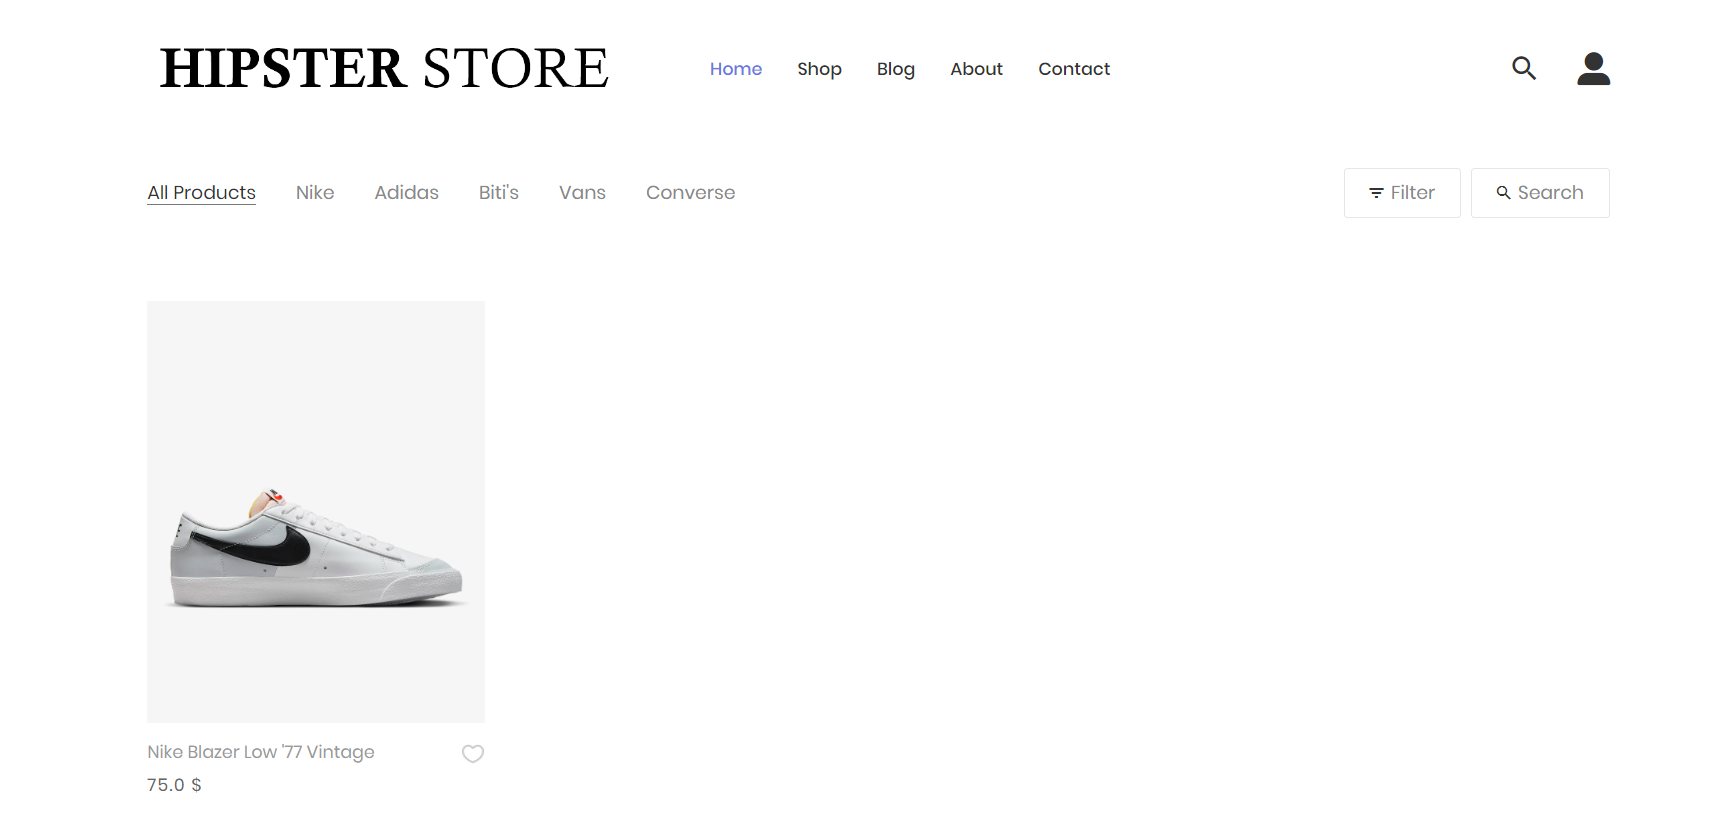 HIPSTER STORE
Home Shop Blog About Contact
All Products Nike Adidas Biti's Vans Converse
Filter Search
Nike Blazer Low '77 Vintage
75.0 $